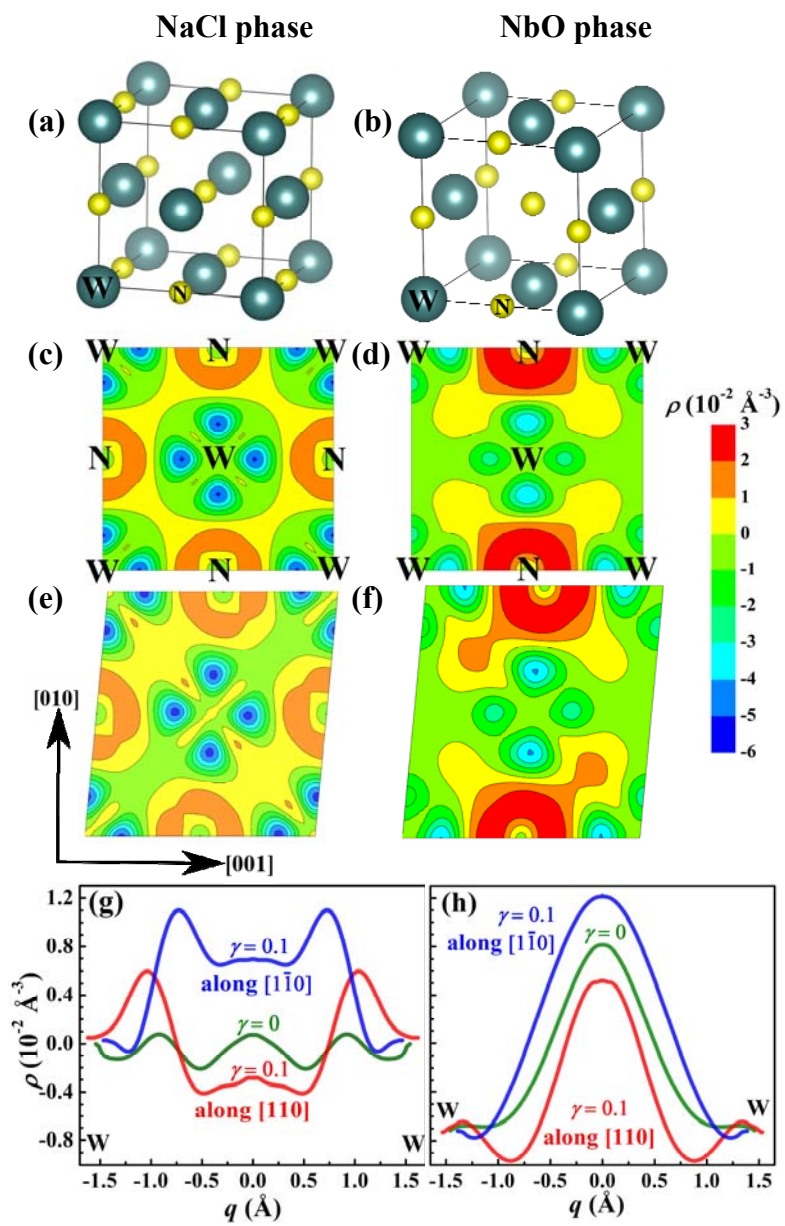 NaCl phase NbO phase
(a) (b)
W N W N
(c) (d)
W N W W N W
ρ (10⁻² Å⁻³)
N W N W
W N W W N W
(e) (f)
3
2
1
0
-1
-2
-3
-4
-5
-6
[010]
[001]
(g) (h)
1.2
0.8
0.4
0.0
-0.4
-0.8
ρ (10⁻² Å⁻³)
γ = 0.1
along [11̄0]
γ = 0
γ = 0.1
along [110]
W W
γ = 0.1
along [11̄0]
γ = 0
W W
γ = 0.1
along [110]
-1.5 -1.0 -0.5 0.0 0.5 1.0 1.5
-1.5 -1.0 -0.5 0.0 0.5 1.0 1.5
q (Å) q (Å)